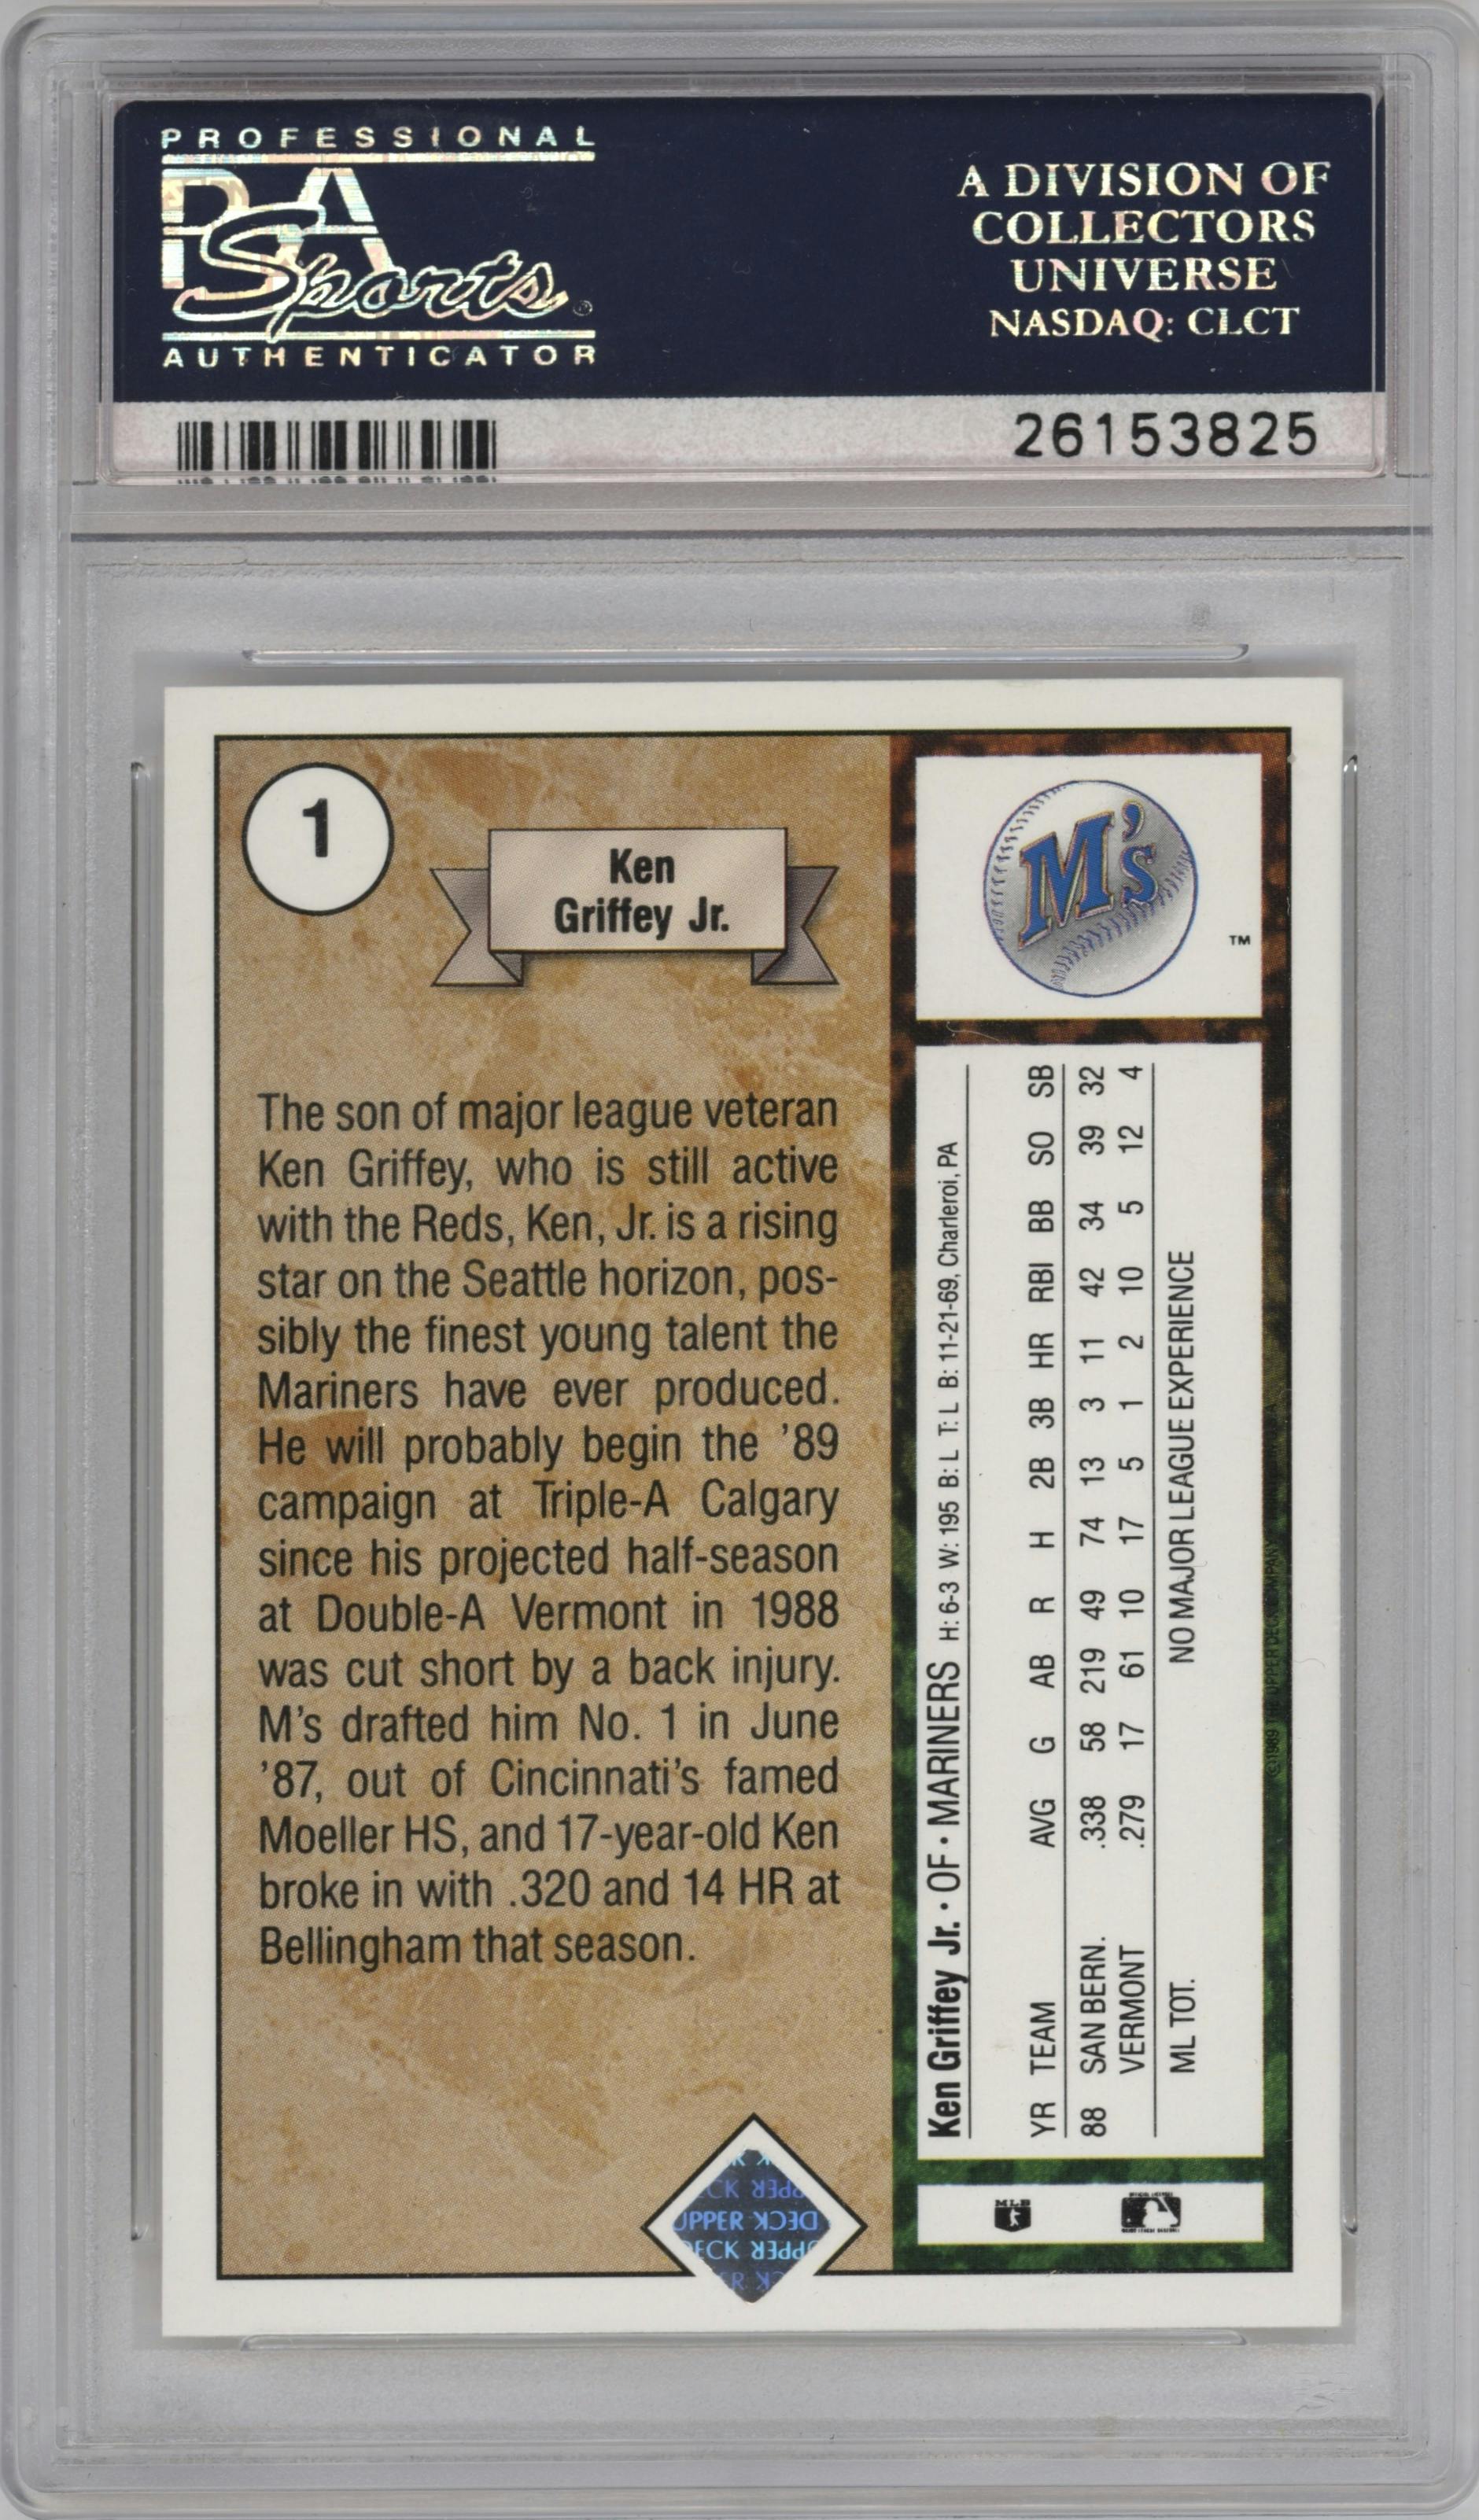 PROFESSIONAL
PSA
Sports
AUTHENTICATOR
A DIVISION OF
COLLECTORS
UNIVERSE
NASDAQ: CLCT
26153825
1
Ken
Griffey Jr.
The son of major league veteran
Ken Griffey, who is still active
with the Reds, Ken, Jr. is a rising
star on the Seattle horizon, pos-
sibly the finest young talent the
Mariners have ever produced.
He will probably begin the ’89
campaign at Triple-A Calgary
since his projected half-season
at Double-A Vermont in 1988
was cut short by a back injury.
M’s drafted him No. 1 in June
’87, out of Cincinnati’s famed
Moeller HS, and 17-year-old Ken
broke in with .320 and 14 HR at
Bellingham that season.
M's
TM
Ken Griffey Jr. • OF • MARINERS H: 6-3 W: 195 B: L T: L B: 11-21-69, Charleroi, PA
YR TEAM AVG G AB R H 2B 3B HR RBI BB SO SB
88 SAN BERN. .338 58 219 49 74 13 3 11 42 34 39 32
VERMONT .279 17 61 10 17 5 1 2 10 5 12 4
ML TOT. NO MAJOR LEAGUE EXPERIENCE
©1989 THE UPPER DECK COMPANY
MLB
UPPER DECK
DECK UPPER